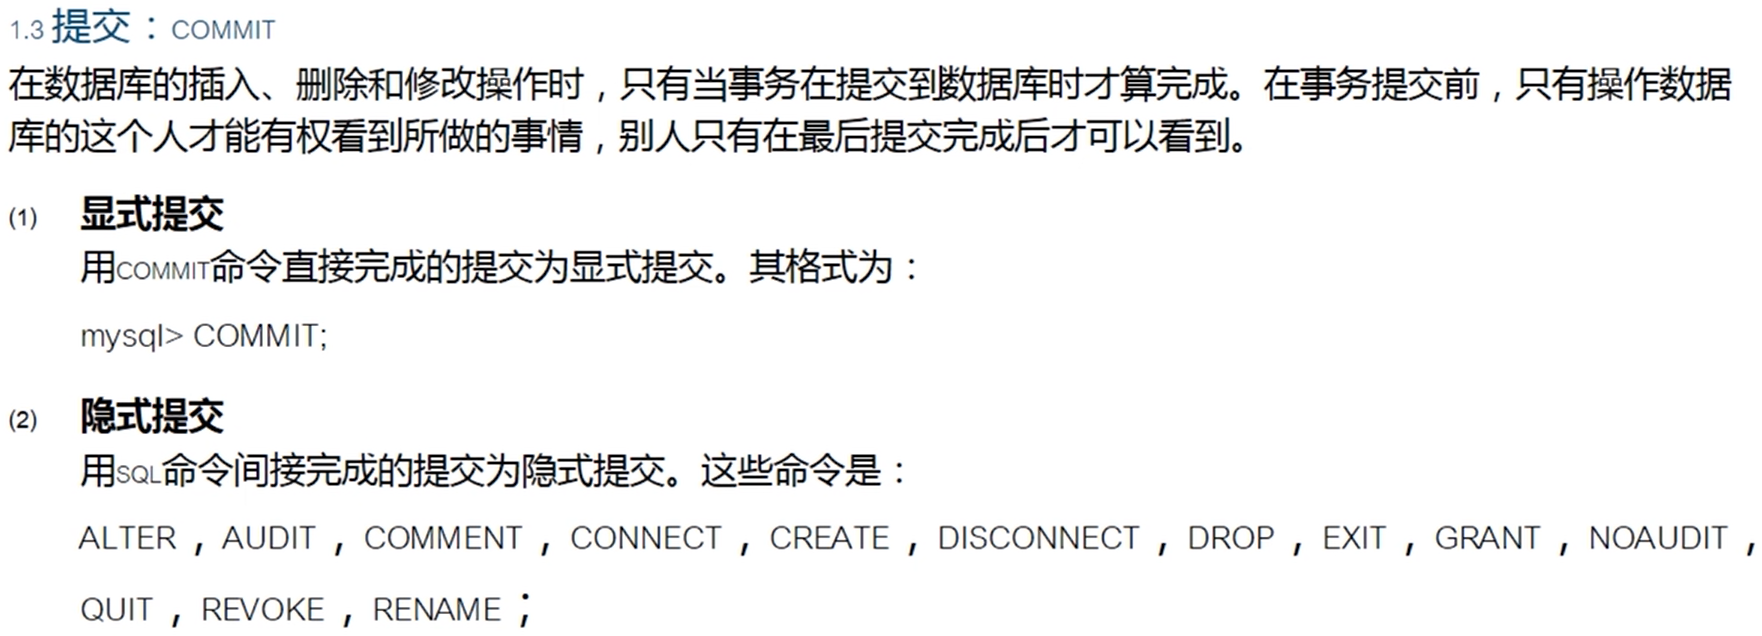 1.3 提交：COMMIT
在数据库的插入、删除和修改操作时，只有当事务在提交到数据库时才算完成。在事务提交前，只有操作数据
库的这个人才能有权看到所做的事情，别人只有在最后提交完成后才可以看到。
(1) 显式提交
用COMMIT命令直接完成的提交为显式提交。其格式为：
mysql> COMMIT;
(2) 隐式提交
用SQL命令间接完成的提交为隐式提交。这些命令是：
ALTER，AUDIT，COMMENT，CONNECT，CREATE，DISCONNECT，DROP，EXIT，GRANT，NOAUDIT，
QUIT，REVOKE，RENAME；